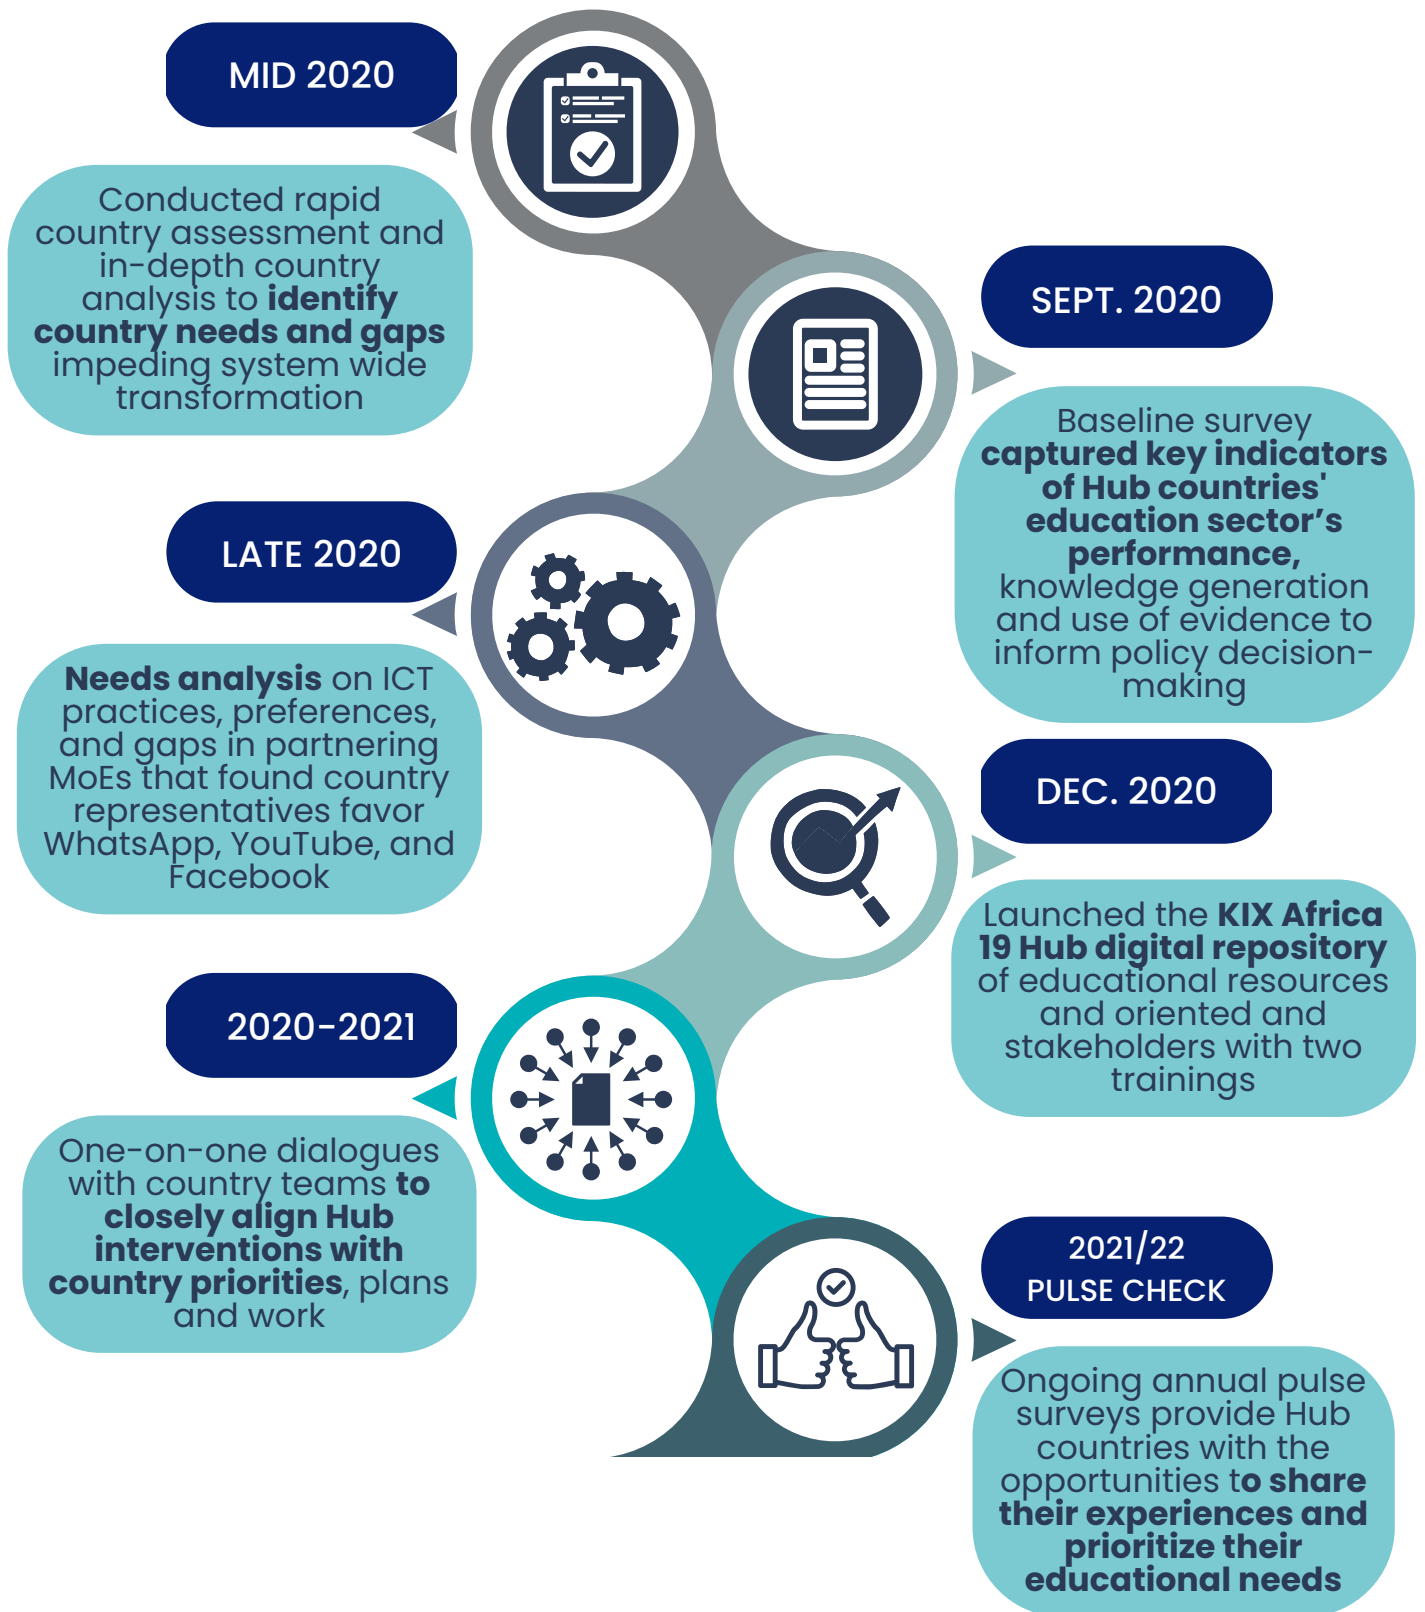 MID 2020
Conducted rapid
country assessment and
in-depth country
analysis to identify
country needs and gaps
impeding system wide
transformation
SEPT. 2020
Baseline survey
captured key indicators
of Hub countries'
education sector’s
performance,
knowledge generation
and use of evidence to
inform policy decision-
making
LATE 2020
Needs analysis on ICT
practices, preferences,
and gaps in partnering
MoEs that found country
representatives favor
WhatsApp, YouTube, and
Facebook
DEC. 2020
Launched the KIX Africa
19 Hub digital repository
of educational resources
and oriented and
stakeholders with two
trainings
2020-2021
One-on-one dialogues
with country teams to
closely align Hub
interventions with
country priorities, plans
and work
2021/22
PULSE CHECK
Ongoing annual pulse
surveys provide Hub
countries with the
opportunities to share
their experiences and
prioritize their
educational needs